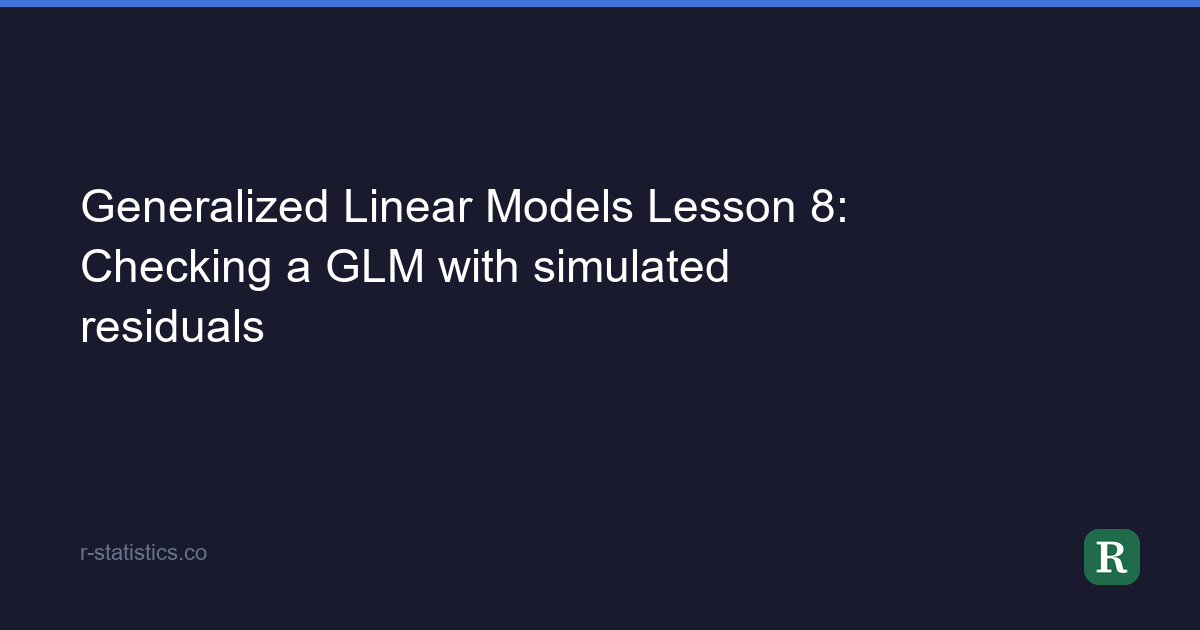 Generalized Linear Models Lesson 8:
Checking a GLM with simulated
residuals
r-statistics.co
R